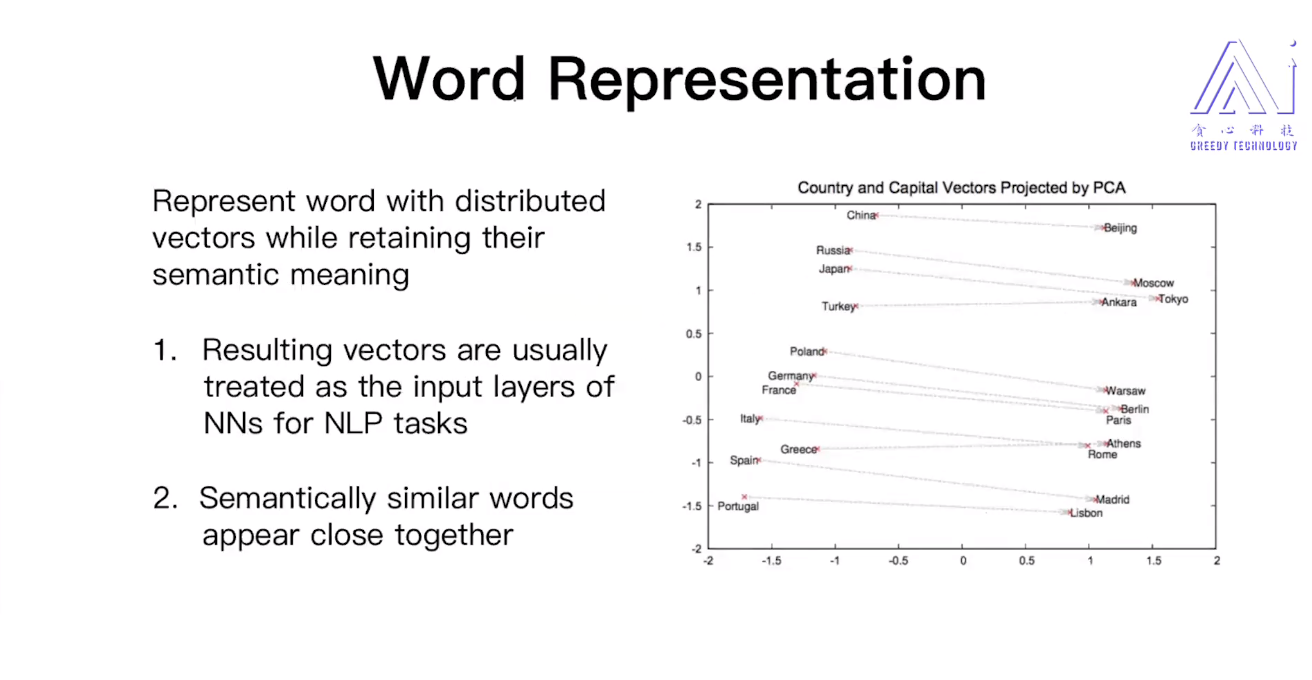 Word Representation
贪心科技
GREEDY TECHNOLOGY
Represent word with distributed
vectors while retaining their
semantic meaning
1. Resulting vectors are usually
treated as the input layers of
NNs for NLP tasks
2. Semantically similar words
appear close together
Country and Capital Vectors Projected by PCA
2
China
Beijing
1.5
Russia
Moscow
Japan
Tokyo
1
Turkey
Ankara
0.5
Poland
Warsaw
0
Germany
Berlin
France
Paris
-0.5
Italy
Rome
Greece
Athens
-1
Spain
Madrid
-1.5
Portugal
Lisbon
-2
-2 -1.5 -1 -0.5 0 0.5 1 1.5 2